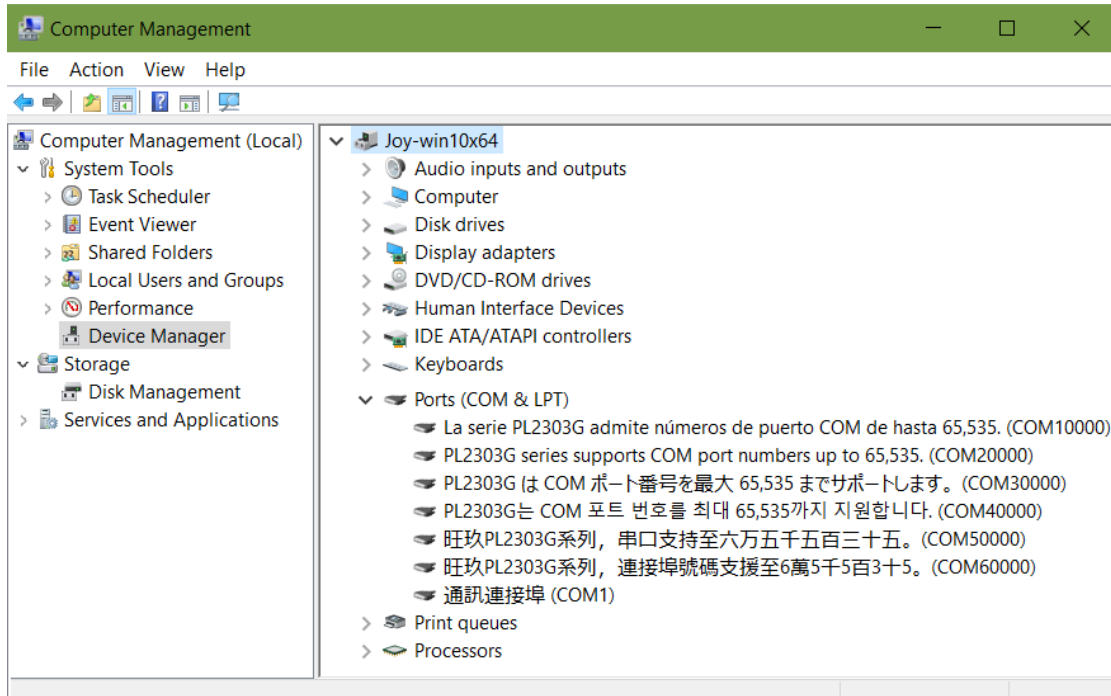 Computer Management
File Action View Help
Computer Management (Local)
System Tools
Task Scheduler
Event Viewer
Shared Folders
Local Users and Groups
Performance
Device Manager
Storage
Disk Management
Services and Applications
Joy-win10x64
Audio inputs and outputs
Computer
Disk drives
Display adapters
DVD/CD-ROM drives
Human Interface Devices
IDE ATA/ATAPI controllers
Keyboards
Ports (COM & LPT)
La serie PL2303G admite números de puerto COM de hasta 65,535. (COM10000)
PL2303G series supports COM port numbers up to 65,535. (COM20000)
PL2303G は COM ポート番号を最大 65,535 までサポートします。(COM30000)
PL2303G는 COM 포트 번호를 최대 65,535까지 지원합니다. (COM40000)
旺玖PL2303G系列，串口支持至六万五千五百三十五。(COM50000)
旺玖PL2303G系列，連接埠號碼支援至6萬5千5百3十5。(COM60000)
通訊連接埠 (COM1)
Print queues
Processors